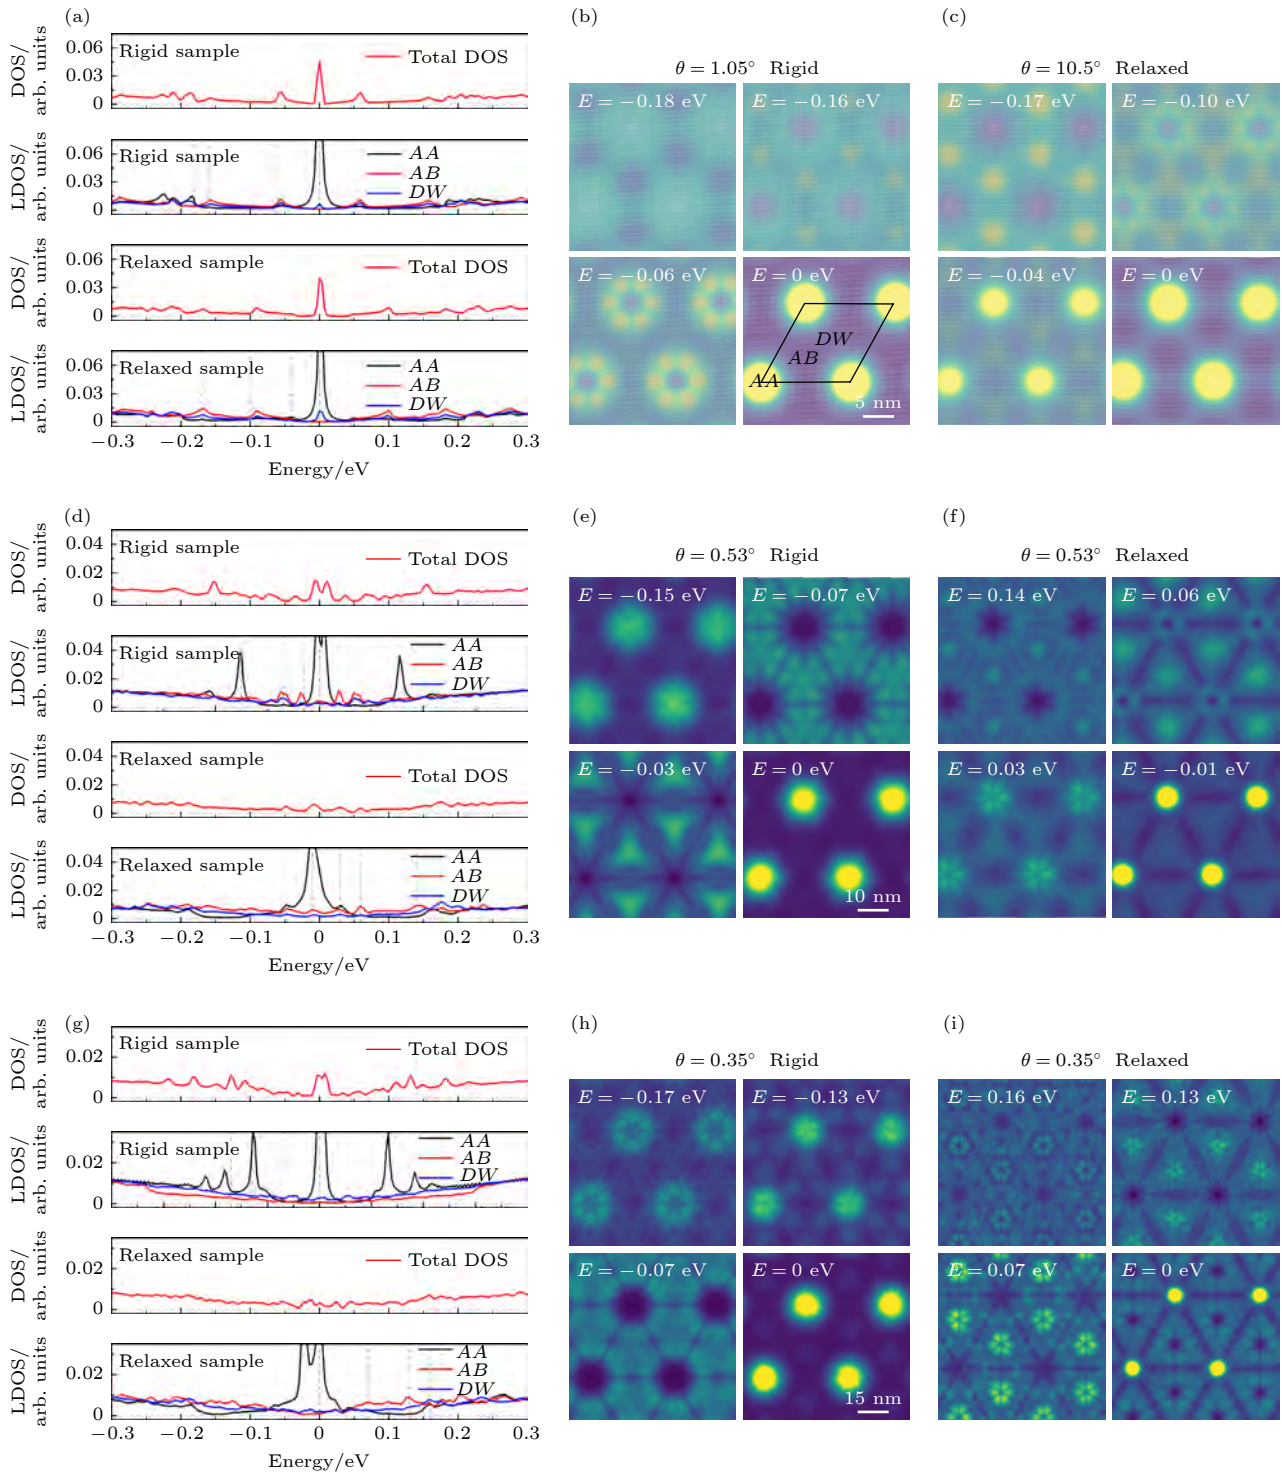 (a)
DOS/
arb. units
0.06
0.03
0
Rigid sample
Total DOS
LDOS/
arb. units
0.06
0.03
0
Rigid sample
AA
AB
DW
DOS/
arb. units
0.06
0.03
0
Relaxed sample
Total DOS
LDOS/
arb. units
0.06
0.03
0
Relaxed sample
AA
AB
DW
−0.3 −0.2 −0.1 0 0.1 0.2 0.3
Energy/eV
(b)
θ = 1.05° Rigid
E = −0.18 eV
E = −0.16 eV
E = −0.06 eV
E = 0 eV
DW
AB
AA
5 nm
(c)
θ = 10.5° Relaxed
E = −0.17 eV
E = −0.10 eV
E = −0.04 eV
E = 0 eV
(d)
DOS/
arb. units
0.04
0.02
0
Rigid sample
Total DOS
LDOS/
arb. units
0.04
0.02
0
Rigid sample
AA
AB
DW
DOS/
arb. units
0.04
0.02
0
Relaxed sample
Total DOS
LDOS/
arb. units
0.04
0.02
0
Relaxed sample
AA
AB
DW
−0.3 −0.2 −0.1 0 0.1 0.2 0.3
Energy/eV
(e)
θ = 0.53° Rigid
E = −0.15 eV
E = −0.07 eV
E = −0.03 eV
E = 0 eV
10 nm
(f)
θ = 0.53° Relaxed
E = 0.14 eV
E = 0.06 eV
E = 0.03 eV
E = −0.01 eV
(g)
DOS/
arb. units
0.02
0
Rigid sample
Total DOS
LDOS/
arb. units
0.02
0
Rigid sample
AA
AB
DW
DOS/
arb. units
0.02
0
Relaxed sample
Total DOS
LDOS/
arb. units
0.02
0
Relaxed sample
AA
AB
DW
−0.3 −0.2 −0.1 0 0.1 0.2 0.3
Energy/eV
(h)
θ = 0.35° Rigid
E = −0.17 eV
E = −0.13 eV
E = −0.07 eV
E = 0 eV
15 nm
(i)
θ = 0.35° Relaxed
E = 0.16 eV
E = 0.13 eV
E = 0.07 eV
E = 0 eV